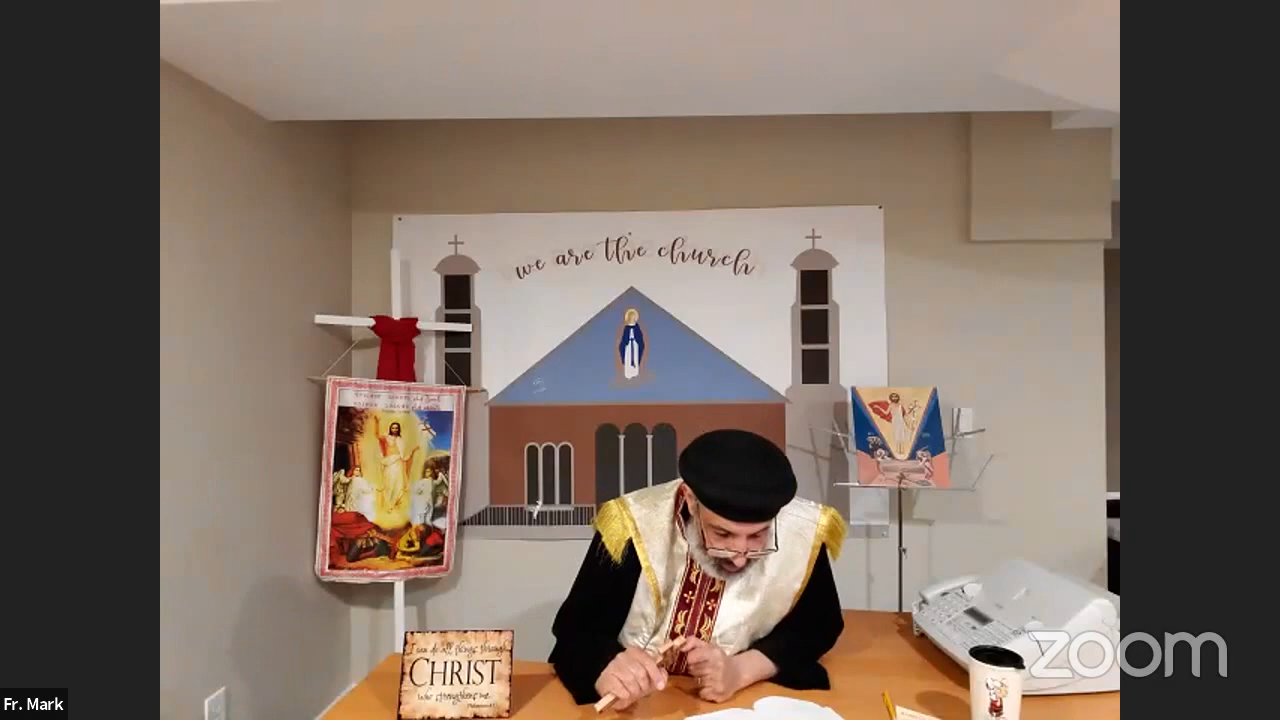 we are the church
I can do all things through
CHRIST
who strengthens me.
zoom
Fr. Mark